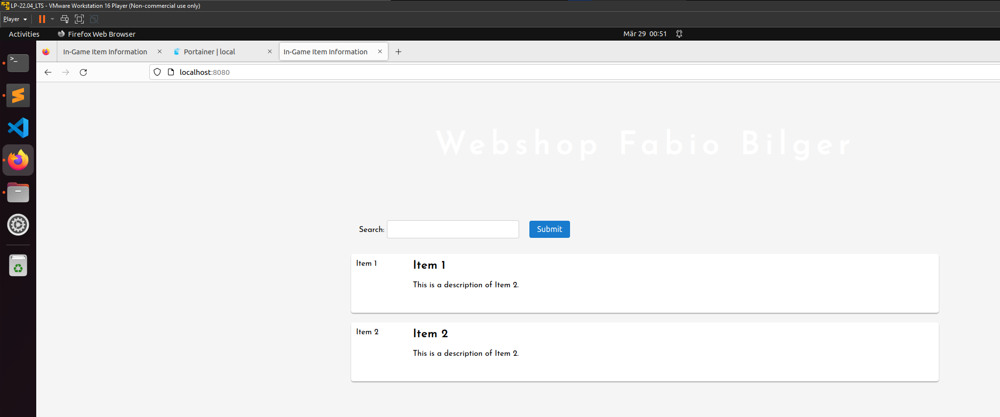 LP-22.04_LTS - VMware Workstation 16 Player (Non-commercial use only)
Player
Activities Firefox Web Browser Mär 29 00:51
In-Game Item Information Portainer | local In-Game Item Information
localhost:8080
Webshop Fabio Bilger
Search: Submit
Item 1 Item 1
This is a description of Item 2.
Item 2 Item 2
This is a description of Item 2.